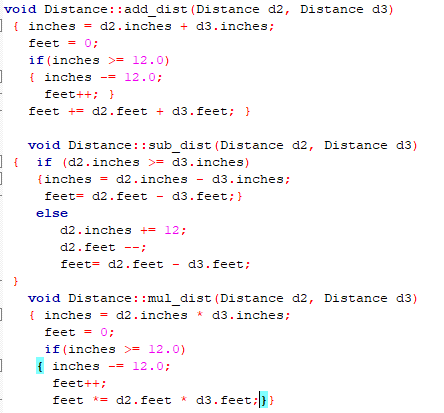 void Distance::add_dist(Distance d2, Distance d3)
{ inches = d2.inches + d3.inches;
feet = 0;
if(inches >= 12.0)
{ inches -= 12.0;
feet++; }
feet += d2.feet + d3.feet; }
void Distance::sub_dist(Distance d2, Distance d3)
{ if (d2.inches >= d3.inches)
{inches = d2.inches - d3.inches;
feet= d2.feet - d3.feet;}
else
d2.inches += 12;
d2.feet --;
feet= d2.feet - d3.feet;
}
void Distance::mul_dist(Distance d2, Distance d3)
{ inches = d2.inches * d3.inches;
feet = 0;
if(inches >= 12.0)
{ inches -= 12.0;
feet++;
feet *= d2.feet * d3.feet;}}